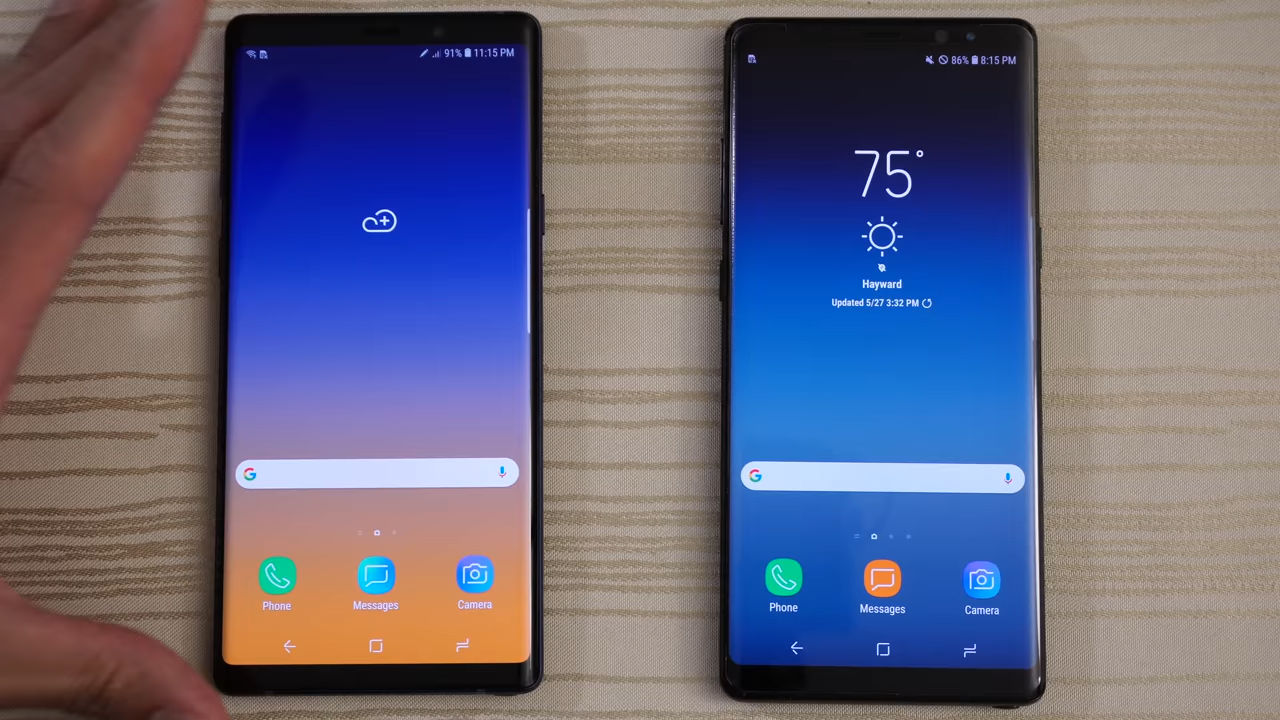 91% 11:15 PM
Phone
Messages
Camera
86% 8:15 PM
75°
Hayward
Updated 5/27 3:32 PM
Phone
Messages
Camera